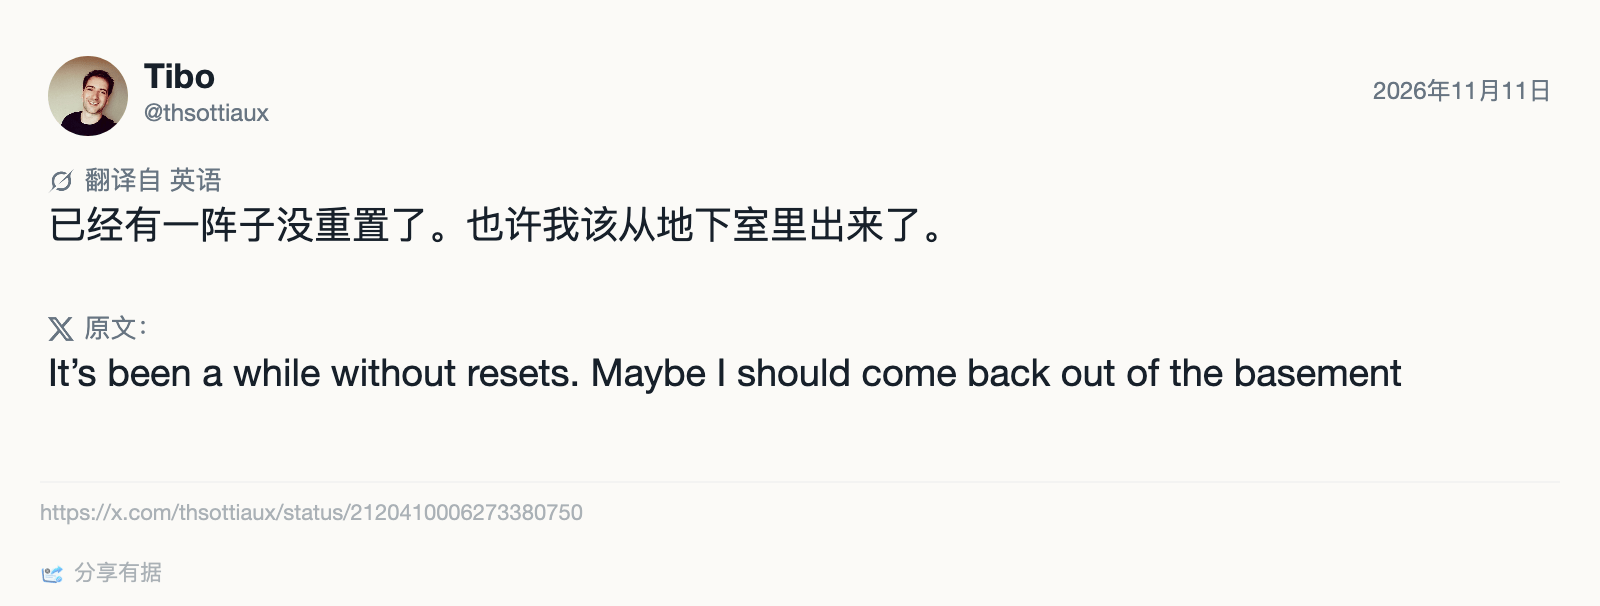 Tibo
@thsottiaux
2026年11月11日
翻译自 英语
已经有一阵子没重置了。也许我该从地下室里出来了。
原文：
It’s been a while without resets. Maybe I should come back out of the basement
https://x.com/thsottiaux/status/2120410006273380750
分享有据